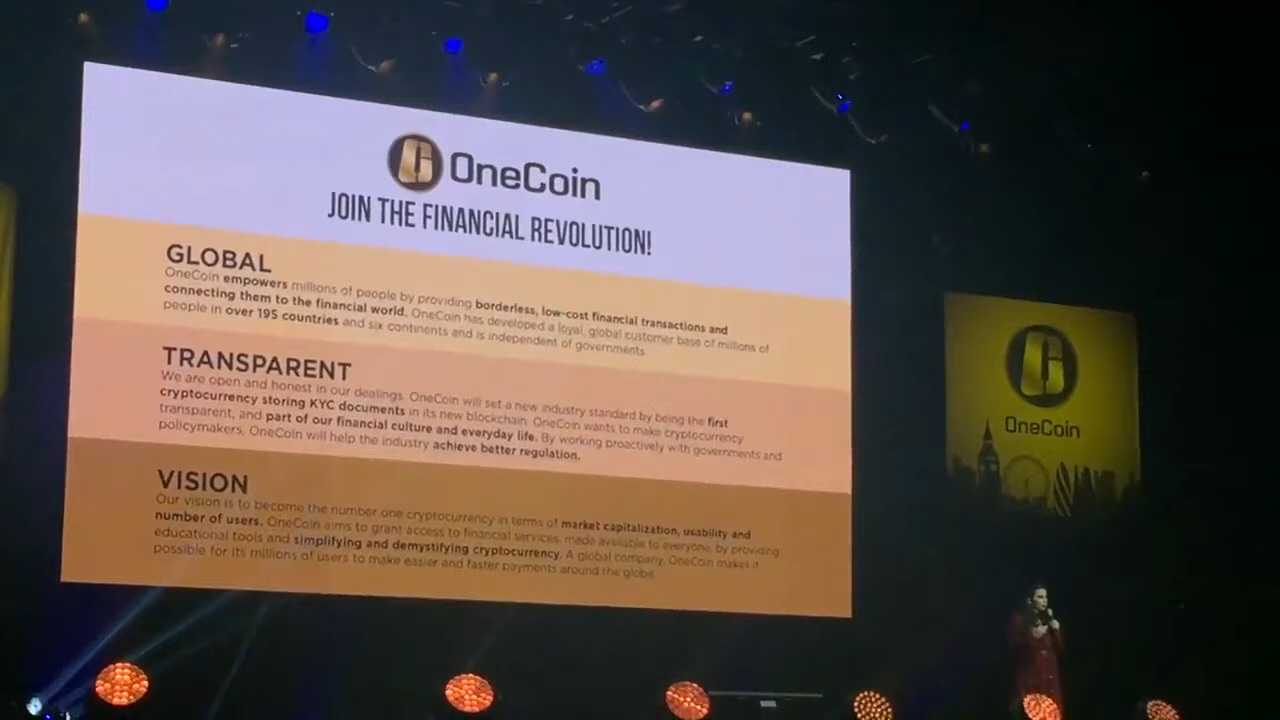 OneCoin
JOIN THE FINANCIAL REVOLUTION!
GLOBAL
OneCoin empowers millions of people by providing borderless, low-cost financial transactions and
connecting them to the financial world. OneCoin has developed a loyal, global customer base of millions of
people in over 195 countries and six continents and is independent of governments.
TRANSPARENT
We are open and honest in our dealings. OneCoin will set a new industry standard by being the first
cryptocurrency storing KYC documents in its new blockchain. OneCoin wants to make cryptocurrency
transparent, and part of our financial culture and everyday life. By working proactively with governments and
policymakers, OneCoin will help the industry achieve better regulation.
VISION
Our vision is to become the number one cryptocurrency in terms of market capitalization, usability and
number of users. OneCoin aims to grant access to financial services, made available to everyone, by providing
educational tools and simplifying and demystifying cryptocurrency. A global company, OneCoin makes it
possible for its millions of users to make easier and faster payments around the globe.
OneCoin